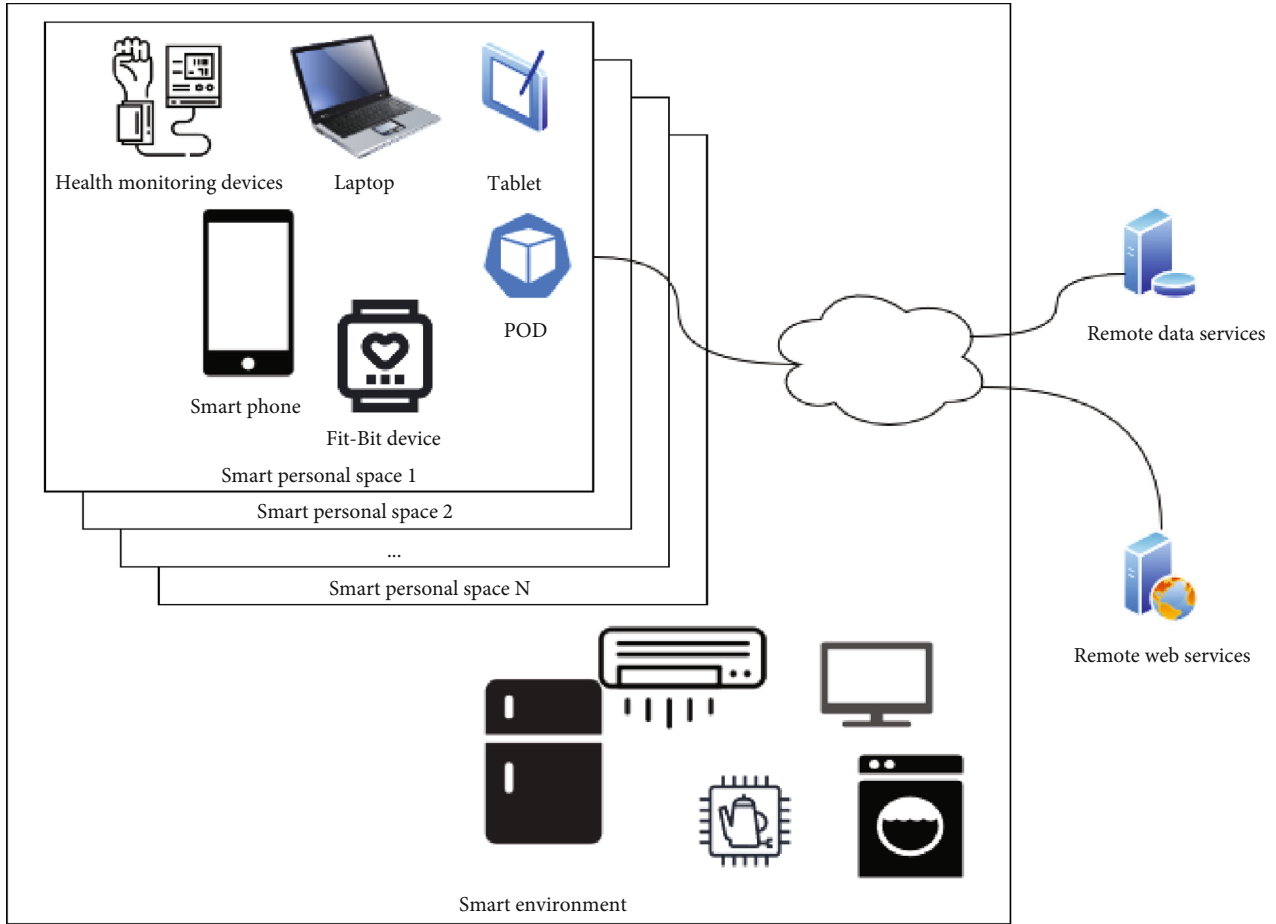 Health monitoring devices
Laptop
Tablet
Smart phone
Fit-Bit device
POD
Smart personal space 1
Smart personal space 2
...
Smart personal space N
Remote data services
Remote web services
Smart environment